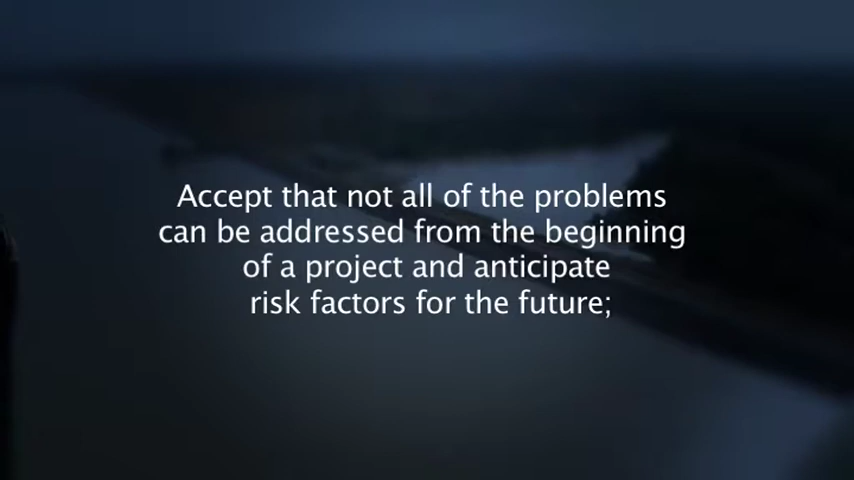 Accept that not all of the problems
can be addressed from the beginning
of a project and anticipate
risk factors for the future;